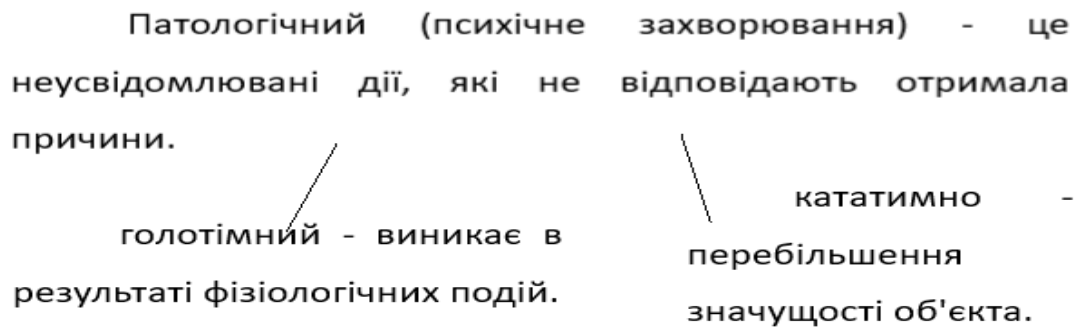 Патологічний (психічне захворювання) - це
неусвідомлювані дії, які не відповідають отримала
причини.
голотімний - виникає в
результаті фізіологічних подій.
кататимно -
перебільшення
значущості об'єкта.